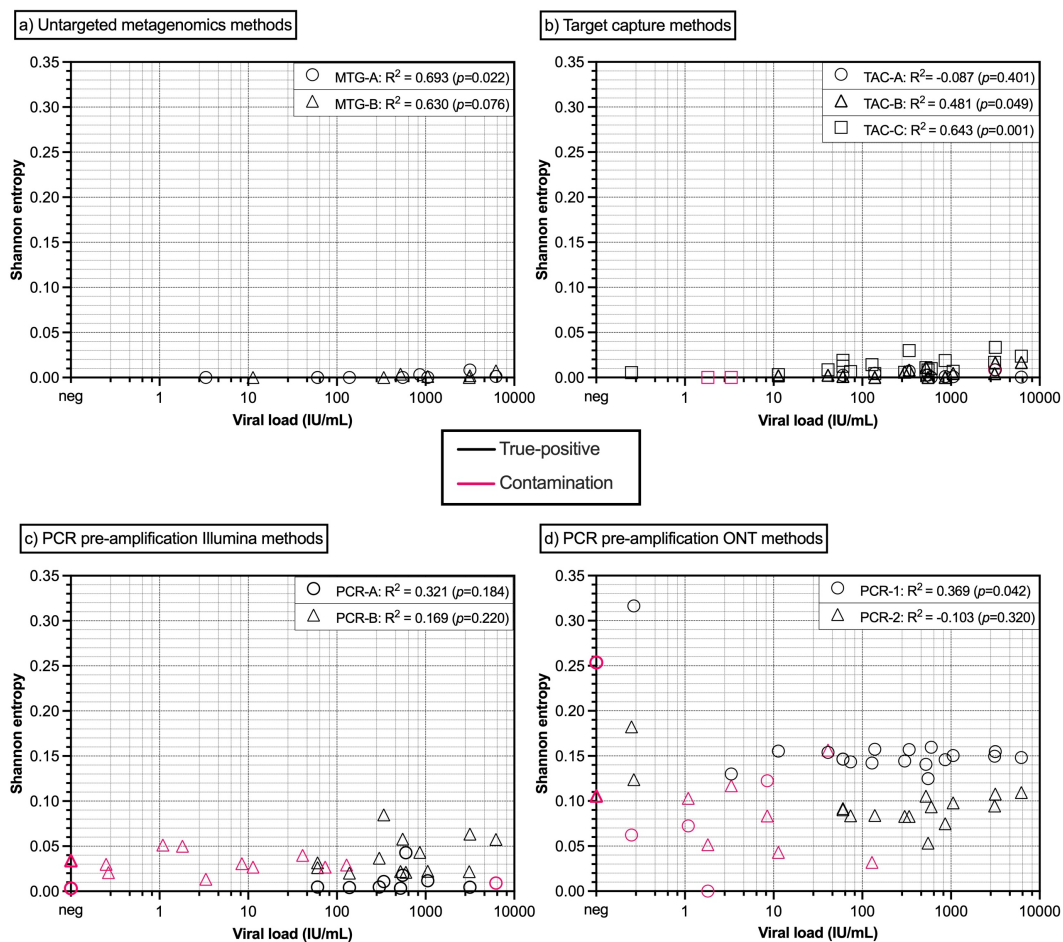 a) Untargeted metagenomics methods
0.35
0.30
0.25
0.20
0.15
0.10
0.05
0.00
Shannon entropy
MTG-A: R² = 0.693 (p=0.022)
MTG-B: R² = 0.630 (p=0.076)
neg 1 10 100 1000 10000
Viral load (IU/mL)
b) Target capture methods
0.35
0.30
0.25
0.20
0.15
0.10
0.05
0.00
Shannon entropy
TAC-A: R² = -0.087 (p=0.401)
TAC-B: R² = 0.481 (p=0.049)
TAC-C: R² = 0.643 (p=0.001)
neg 1 10 100 1000 10000
Viral load (IU/mL)
True-positive
Contamination
c) PCR pre-amplification Illumina methods
0.35
0.30
0.25
0.20
0.15
0.10
0.05
0.00
Shannon entropy
PCR-A: R² = 0.321 (p=0.184)
PCR-B: R² = 0.169 (p=0.220)
neg 1 10 100 1000 10000
Viral load (IU/mL)
d) PCR pre-amplification ONT methods
0.35
0.30
0.25
0.20
0.15
0.10
0.05
0.00
Shannon entropy
PCR-1: R² = 0.369 (p=0.042)
PCR-2: R² = -0.103 (p=0.320)
neg 1 10 100 1000 10000
Viral load (IU/mL)